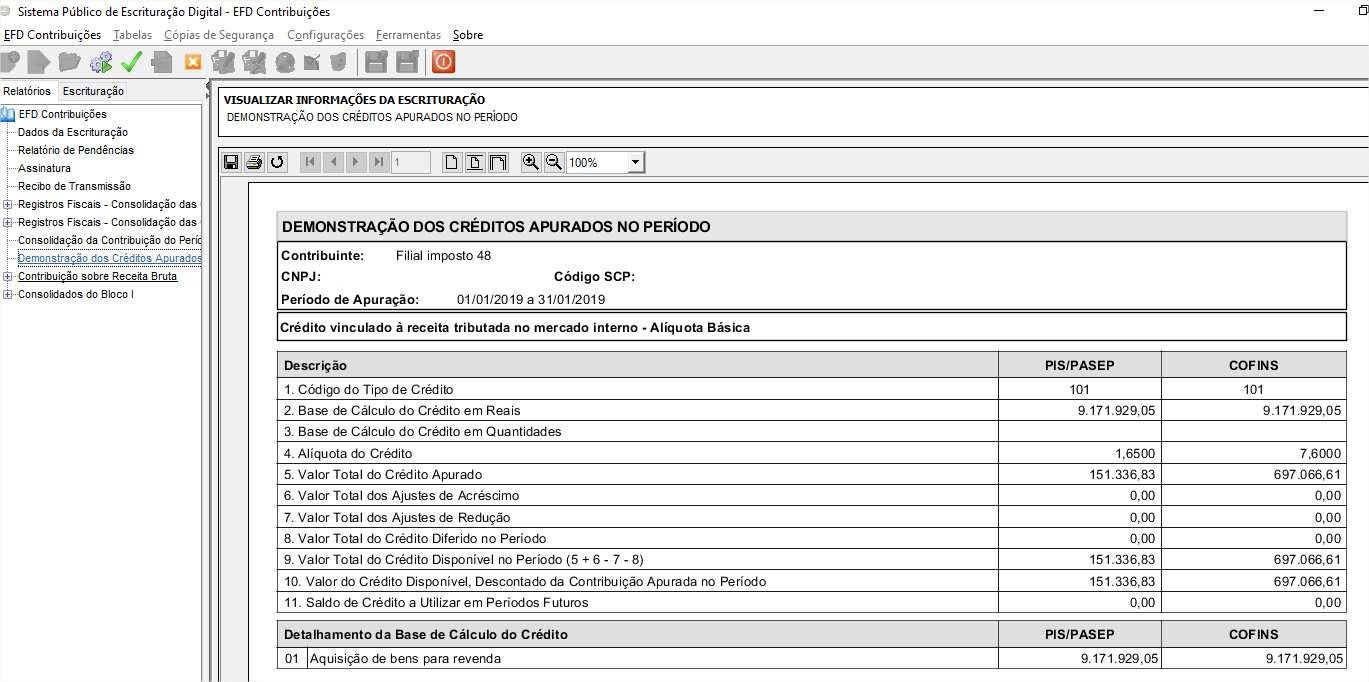 Sistema Público de Escrituração Digital - EFD Contribuições
EFD Contribuições Tabelas Cópias de Segurança Configurações Ferramentas Sobre
Relatórios Escrituração
EFD Contribuições
Dados da Escrituração
Relatório de Pendências
Assinatura
Recibo de Transmissão
Registros Fiscais - Consolidação das
Registros Fiscais - Consolidação das
Consolidação da Contribuição do Períc
Demonstração dos Créditos Apurados
Contribuição sobre Receita Bruta
Consolidados do Bloco I
VISUALIZAR INFORMAÇÕES DA ESCRITURAÇÃO
DEMONSTRAÇÃO DOS CRÉDITOS APURADOS NO PERÍODO
1 100%
DEMONSTRAÇÃO DOS CRÉDITOS APURADOS NO PERÍODO
Contribuinte: Filial imposto 48
CNPJ: Código SCP:
Período de Apuração: 01/01/2019 a 31/01/2019
Crédito vinculado à receita tributada no mercado interno - Alíquota Básica
Descrição PIS/PASEP COFINS
1. Código do Tipo de Crédito 101 101
2. Base de Cálculo do Crédito em Reais 9.171.929,05 9.171.929,05
3. Base de Cálculo do Crédito em Quantidades
4. Alíquota do Crédito 1,6500 7,6000
5. Valor Total do Crédito Apurado 151.336,83 697.066,61
6. Valor Total dos Ajustes de Acréscimo 0,00 0,00
7. Valor Total dos Ajustes de Redução 0,00 0,00
8. Valor Total do Crédito Diferido no Período 0,00 0,00
9. Valor Total do Crédito Disponível no Período (5 + 6 - 7 - 8) 151.336,83 697.066,61
10. Valor do Crédito Disponível, Descontado da Contribuição Apurada no Período 151.336,83 697.066,61
11. Saldo de Crédito a Utilizar em Períodos Futuros 0,00 0,00
Detalhamento da Base de Cálculo do Crédito PIS/PASEP COFINS
01 Aquisição de bens para revenda 9.171.929,05 9.171.929,05